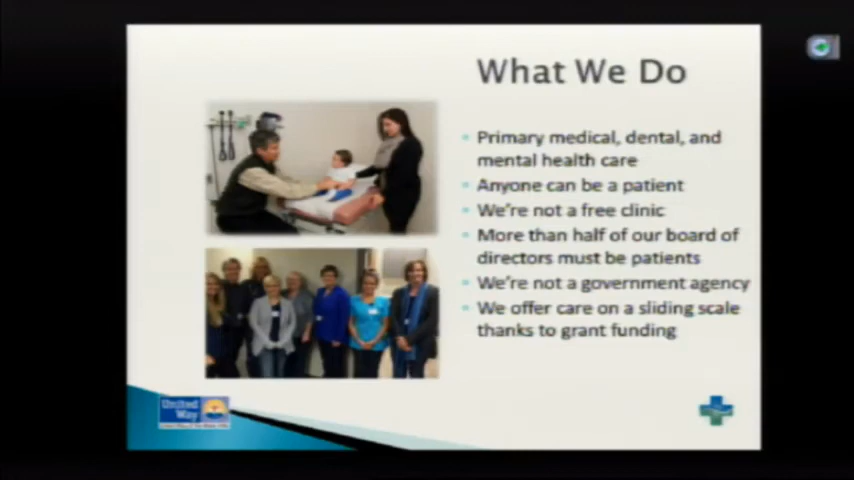 What We Do
Primary medical, dental, and
mental health care
Anyone can be a patient
We're not a free clinic
More than half of our board of
directors must be patients
We're not a government agency
We offer care on a sliding scale
thanks to grant funding
United
Way